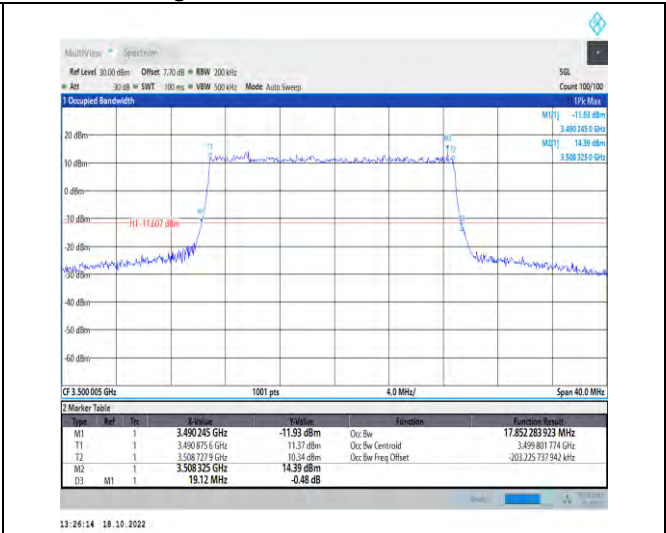 MultiView Spectrum
Ref Level 30.00 dBm Offset 7.70 dB RBW 200 kHz SGL
Att 30 dB SWT 100 ms VBW 500 kHz Mode Auto Sweep Count 100/100
1 Occupied Bandwidth 1Pk Max
M1[1] -11.93 dBm
3.490 245 0 GHz
M2[1] 14.39 dBm
3.508 325 0 GHz
20 dBm
M2
T1
T2
10 dBm
0 dBm
-10 dBm
H1 -11.607 dBm
-20 dBm
-30 dBm
-40 dBm
-50 dBm
-60 dBm
CF 3.500 005 GHz 1001 pts 4.0 MHz/ Span 40.0 MHz
2 Marker Table
Type Ref Trc X-Value Y-Value Function Function Result
M1 1 3.490 245 GHz -11.93 dBm Occ Bw 17.852 283 923 MHz
T1 1 3.490 875 6 GHz 11.37 dBm Occ Bw Centroid 3.499 801 774 GHz
T2 1 3.508 727 9 GHz 10.34 dBm Occ Bw Freq Offset -203.225 737 942 kHz
M2 1 3.508 325 GHz 14.39 dBm
D3 M1 1 19.12 MHz -0.48 dB
13:26:14 18.10.2022